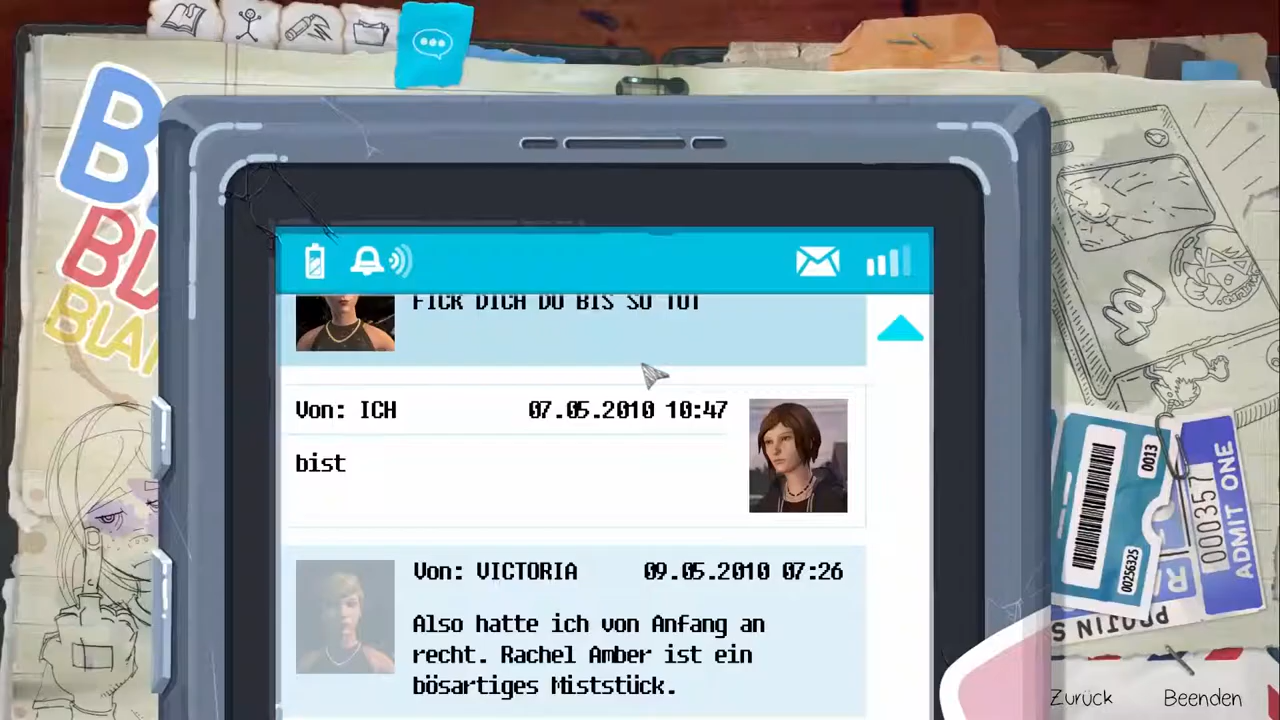 FICK DICH DU BIS SO TOT
Von: ICH 07.05.2010 10:47
bist
Von: VICTORIA 09.05.2010 07:26
Also hatte ich von Anfang an
recht. Rachel Amber ist ein
bösartiges Miststück.
0013
00256325
000357
ADMIT ONE
Zurück Beenden